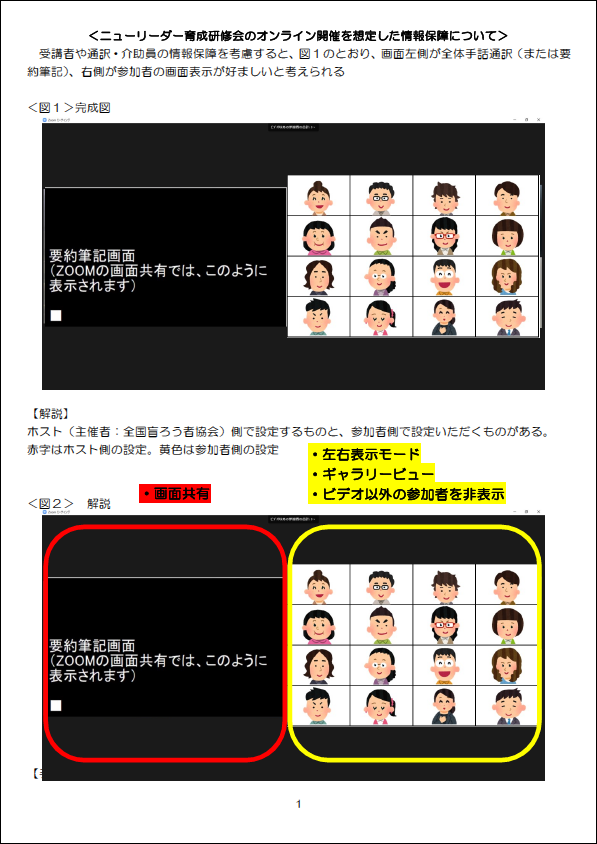 ＜ニューリーダー育成研修会のオンライン開催を想定した情報保障について＞
受講者や通訳・介助員の情報保障を考慮すると、図１のとおり、画面左側が全体手話通訳（または要
約筆記）、右側が参加者の画面表示が好ましいと考えられる
＜図１＞完成図
要約筆記画面
（ZOOMの画面共有では、このように
表示されます）
【解説】
ホスト（主催者：全国盲ろう者協会）側で設定するものと、参加者側で設定いただくものがある。
赤字はホスト側の設定。黄色は参加者側の設定
・左右表示モード
・ギャラリービュー
・ビデオ以外の参加者を非表示
・画面共有
＜図２＞　解説
要約筆記画面
（ZOOMの画面共有では、このように
表示されます）
【
1